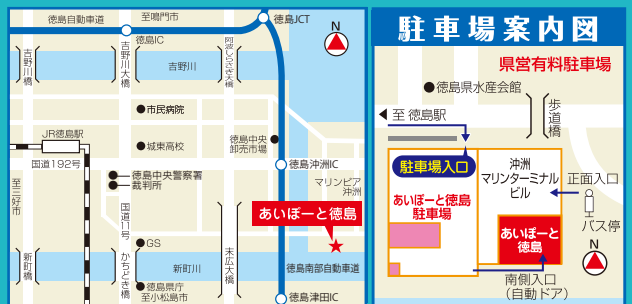 徳島自動車道
至鳴門市
徳島JCT
徳島IC
N
吉野川橋
吉野川大橋
吉野川
阿波しらさぎ大橋
市民病院
城東高校
徳島中央
卸売市場
JR徳島駅
国道192号
徳島沖洲IC
徳島中央警察署
裁判所
マリンピア
沖洲
至三好市
国道11号
あいぼーと徳島
GS
末広大橋
新町橋
かちどき橋
新町川
徳島南部自動車道
徳島県庁
至小松島市
徳島津田IC
駐車場案内図
県営有料駐車場
徳島県水産会館
至 徳島駅
歩道橋
駐車場入口
沖洲
マリンターミナル
ビル
正面入口
あいぼーと徳島
駐車場
バス停
あいぼーと
徳島
N
南側入口
（自動ドア）